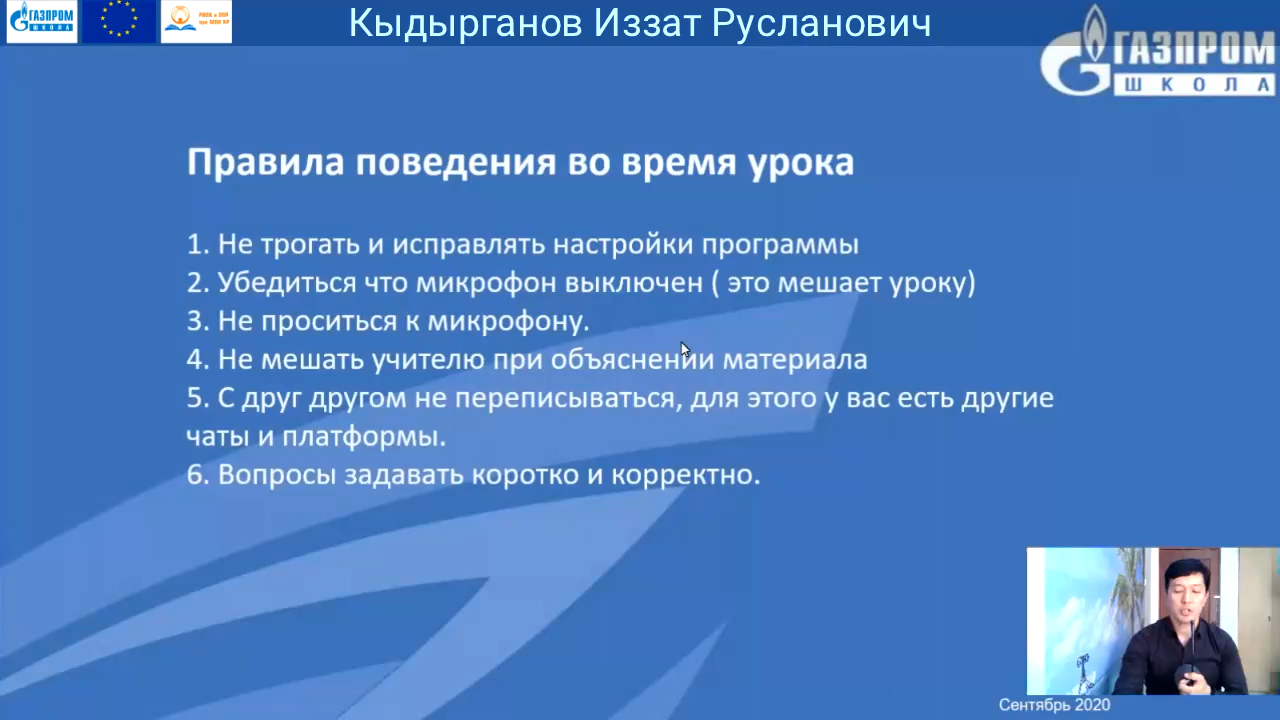 ГАЗПРОМ
ШКОЛА
Кыдырганов Иззат Русланович
ГАЗПРОМ
ШКОЛА
Правила поведения во время урока
1. Не трогать и исправлять настройки программы
2. Убедиться что микрофон выключен ( это мешает уроку)
3. Не проситься к микрофону.
4. Не мешать учителю при объяснении материала
5. С друг другом не переписываться, для этого у вас есть другие
чаты и платформы.
6. Вопросы задавать коротко и корректно.
Сентябрь 2020